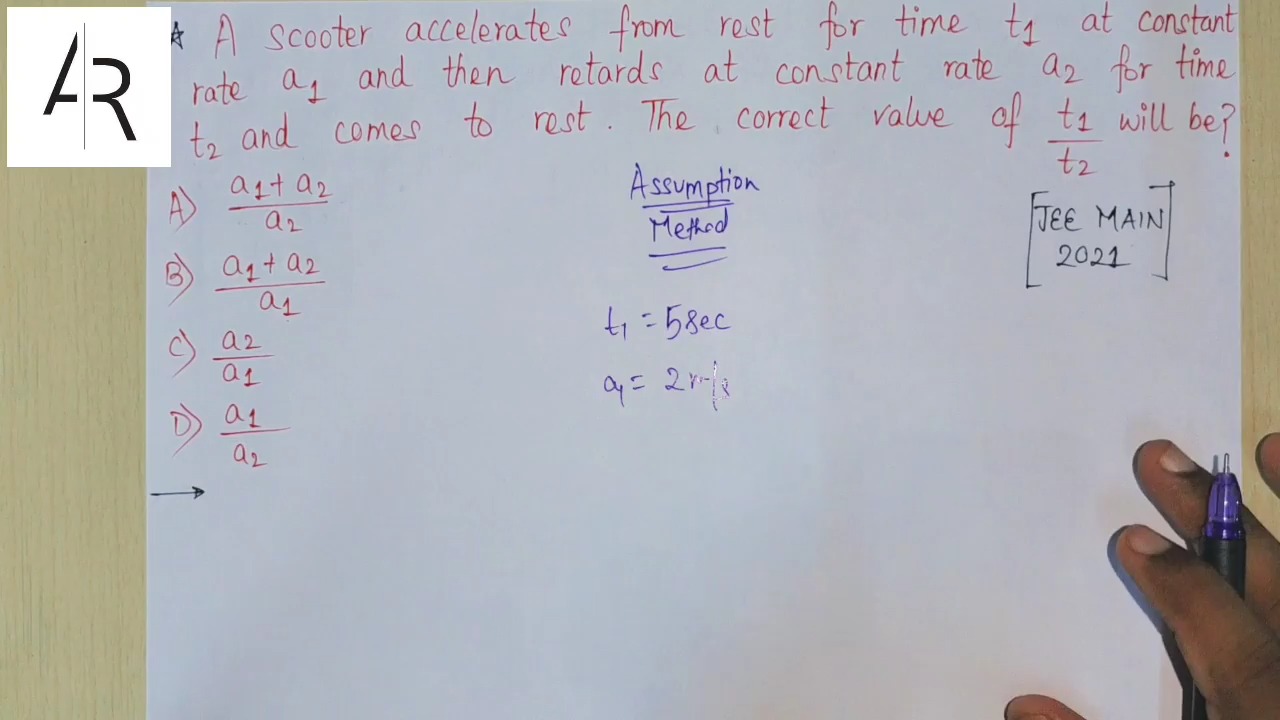 AR
☆ A scooter accelerates from rest for time t₁ at constant
rate a₁ and then retards at constant rate a₂ for time
t₂ and comes to rest. The correct value of t₁/t₂ will be?
A) (a₁ + a₂)/a₂
B) (a₁ + a₂)/a₁
C) a₂/a₁
D) a₁/a₂
→
Assumption
Method
t₁ = 5sec
a₁ = 2m/s
[JEE MAIN
2021]